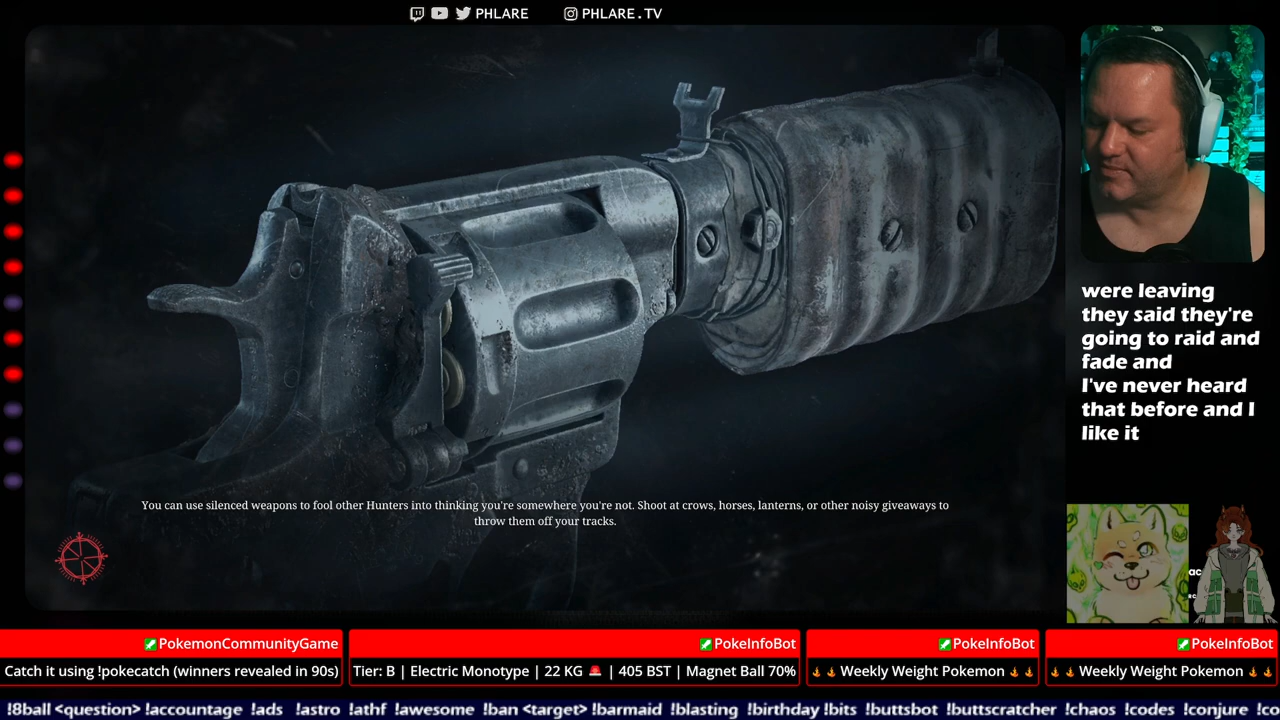 PHLARE PHLARE.TV
were leaving
they said they're
going to raid and
fade and
I've never heard
that before and I
like it
You can use silenced weapons to fool other Hunters into thinking you're somewhere you're not. Shoot at crows, horses, lanterns, or other noisy giveaways to
throw them off your tracks.
ac
PokemonCommunityGame
Catch it using !pokecatch (winners revealed in 90s)
PokeInfoBot
Tier: B | Electric Monotype | 22 KG 🚨 | 405 BST | Magnet Ball 70%
PokeInfoBot
🔥🔥 Weekly Weight Pokemon 🔥🔥
PokeInfoBot
🔥🔥 Weekly Weight Pokemon 🔥🔥
!8ball <question> !accountage !ads !astro !athf !awesome !ban <target> !barmaid !bits !blasting !birthday !bits !buttsbot !buttscratcher !chaos !codes !conjure !co